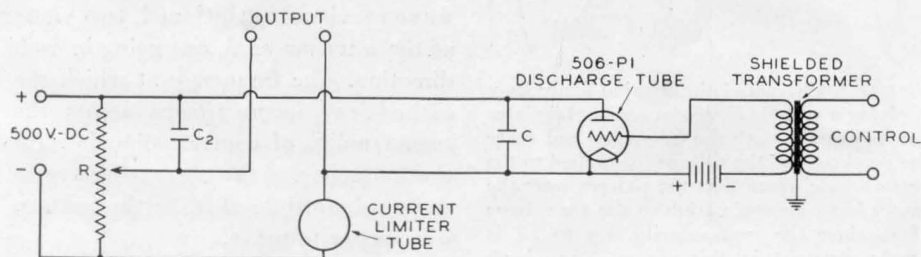 OUTPUT
506-P1
DISCHARGE TUBE
SHIELDED
TRANSFORMER
+
500 V-DC
-
R
C2
C
CONTROL
+
CURRENT
LIMITER
TUBE